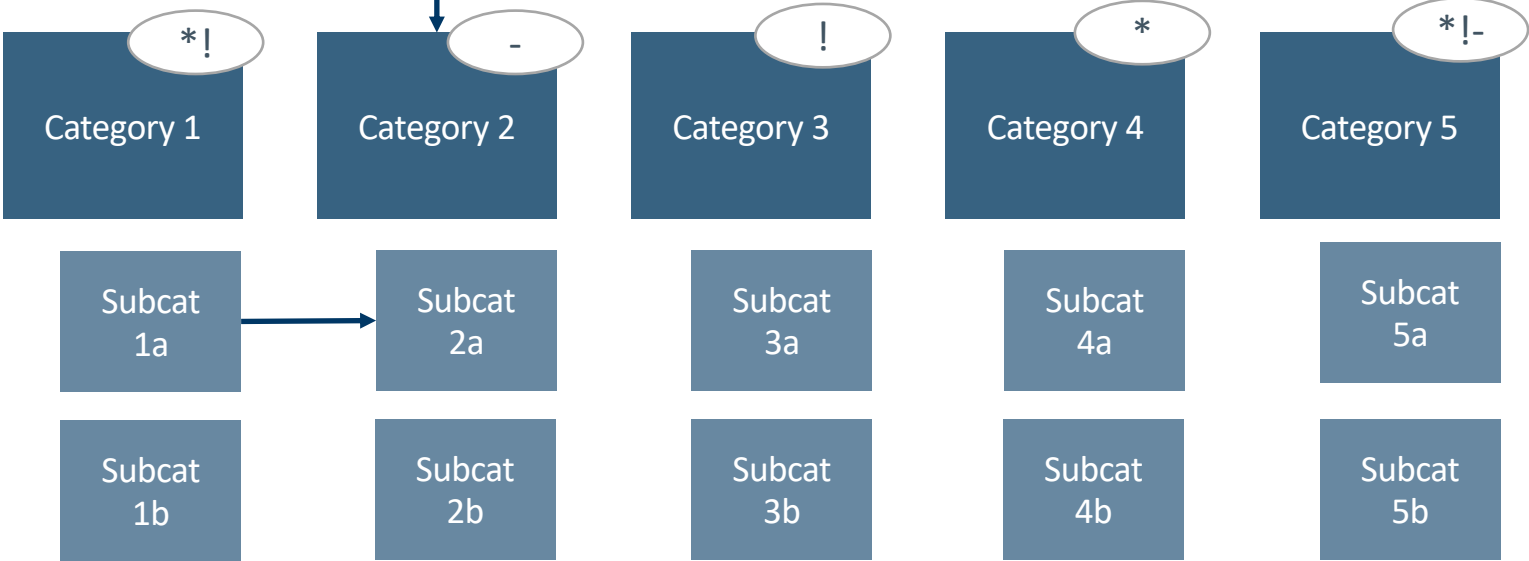 *!
-
!
*
*!-
Category 1
Category 2
Category 3
Category 4
Category 5
Subcat
1a
Subcat
2a
Subcat
3a
Subcat
4a
Subcat
5a
Subcat
1b
Subcat
2b
Subcat
3b
Subcat
4b
Subcat
5b